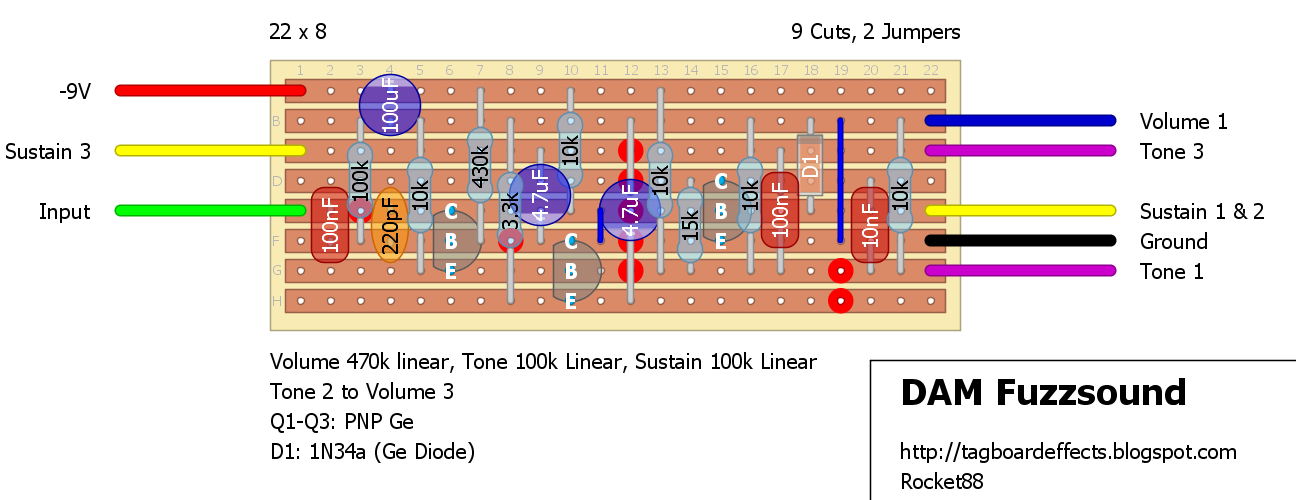 22 x 8
9 Cuts, 2 Jumpers
1 2 3 4 5 6 7 8 9 10 11 12 13 14 15 16 17 18 19 20 21 22
-9V
100uF
B
Volume 1
Sustain 3
Tone 3
100k
10k
430k
3.3k
4.7uF
10k
4.7uF
10k
15k
C
B
E
10k
100nF
D1
10nF
10k
D
Input
100nF
220pF
C
B
E
C
B
E
Sustain 1 & 2
F
Ground
G
Tone 1
H
Volume 470k linear, Tone 100k Linear, Sustain 100k Linear
Tone 2 to Volume 3
Q1-Q3: PNP Ge
D1: 1N34a (Ge Diode)
DAM Fuzzsound
http://tagboardeffects.blogspot.com
Rocket88